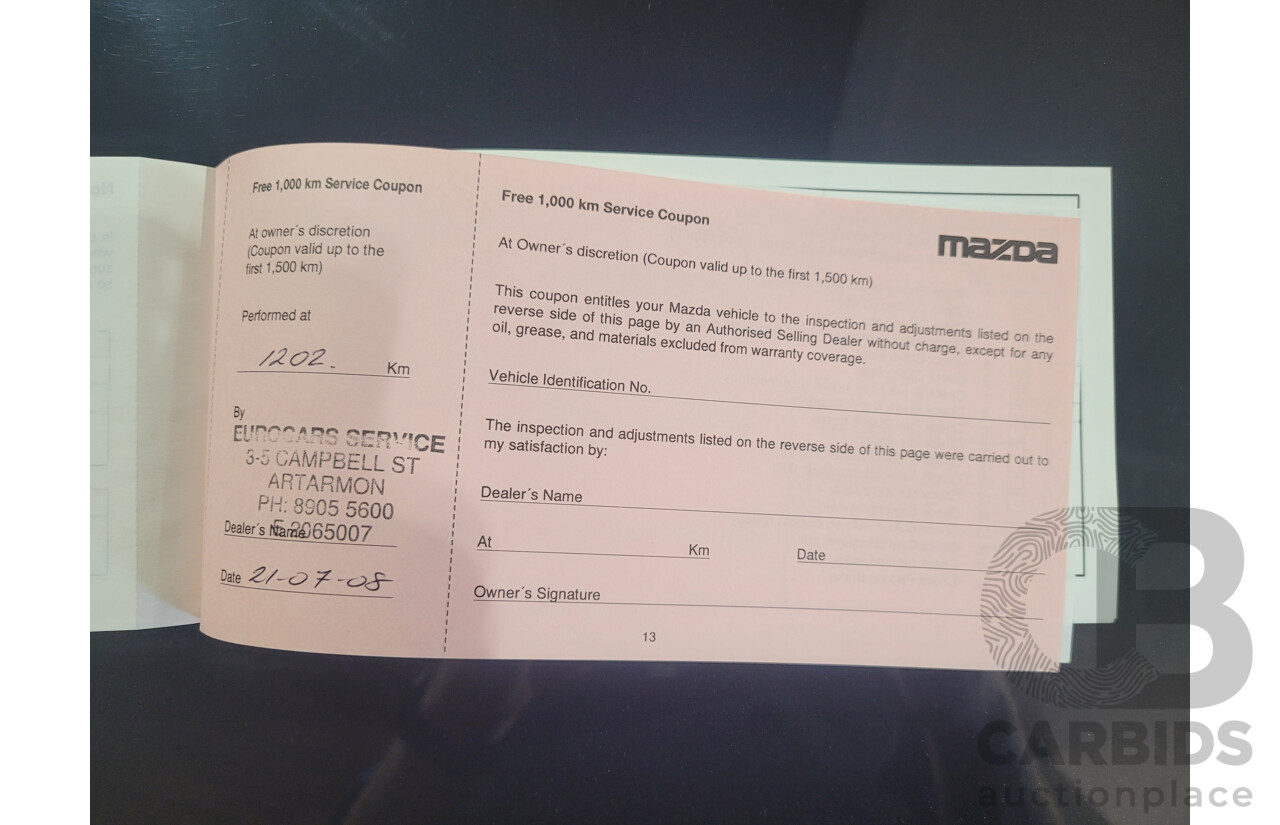 Free 1,000 km Service Coupon
At owner´s discretion
(Coupon valid up to the
first 1,500 km)
Performed at
1202. Km
By
EUROCARS SERVICE
3-5 CAMPBELL ST
ARTARMON
PH: 8905 5600
Dealer´s Name 2065007
Date 21-07-08
Free 1,000 km Service Coupon
mazda
At Owner´s discretion (Coupon valid up to the first 1,500 km)
This coupon entitles your Mazda vehicle to the inspection and adjustments listed on the
reverse side of this page by an Authorised Selling Dealer without charge, except for any
oil, grease, and materials excluded from warranty coverage.
Vehicle Identification No.
The inspection and adjustments listed on the reverse side of this page were carried out to
my satisfaction by:
Dealer´s Name
At Km Date
Owner´s Signature
13
CB
CARBIDS
auctionplace